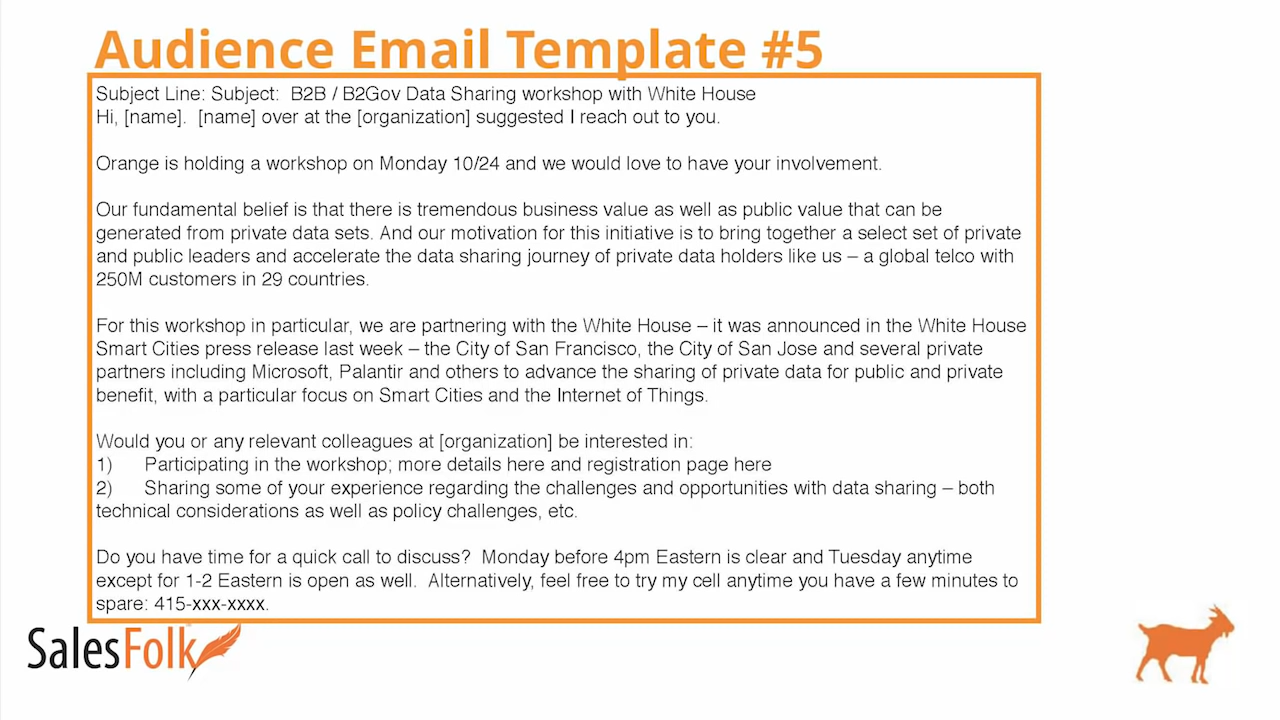 Audience Email Template #5
Subject Line: Subject:  B2B / B2Gov Data Sharing workshop with White House
Hi, [name].  [name] over at the [organization] suggested I reach out to you.
Orange is holding a workshop on Monday 10/24 and we would love to have your involvement.
Our fundamental belief is that there is tremendous business value as well as public value that can be
generated from private data sets. And our motivation for this initiative is to bring together a select set of private
and public leaders and accelerate the data sharing journey of private data holders like us – a global telco with
250M customers in 29 countries.
For this workshop in particular, we are partnering with the White House – it was announced in the White House
Smart Cities press release last week – the City of San Francisco, the City of San Jose and several private
partners including Microsoft, Palantir and others to advance the sharing of private data for public and private
benefit, with a particular focus on Smart Cities and the Internet of Things.
Would you or any relevant colleagues at [organization] be interested in:
1)      Participating in the workshop; more details here and registration page here
2)      Sharing some of your experience regarding the challenges and opportunities with data sharing – both
technical considerations as well as policy challenges, etc.
Do you have time for a quick call to discuss?  Monday before 4pm Eastern is clear and Tuesday anytime
except for 1-2 Eastern is open as well.  Alternatively, feel free to try my cell anytime you have a few minutes to
spare: 415-xxx-xxxx.
SalesFolk